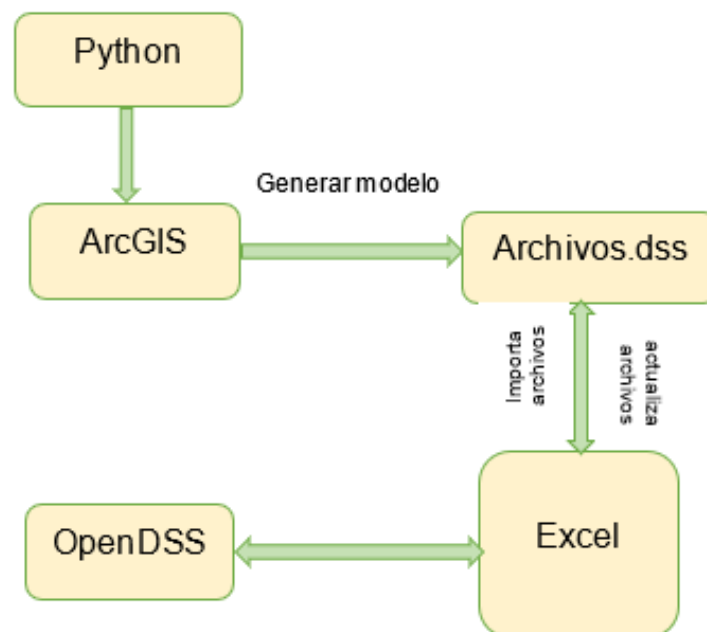 Python
Generar modelo
ArcGIS
Archivos.dss
Importa
archivos
actualiza
archivos
OpenDSS
Excel